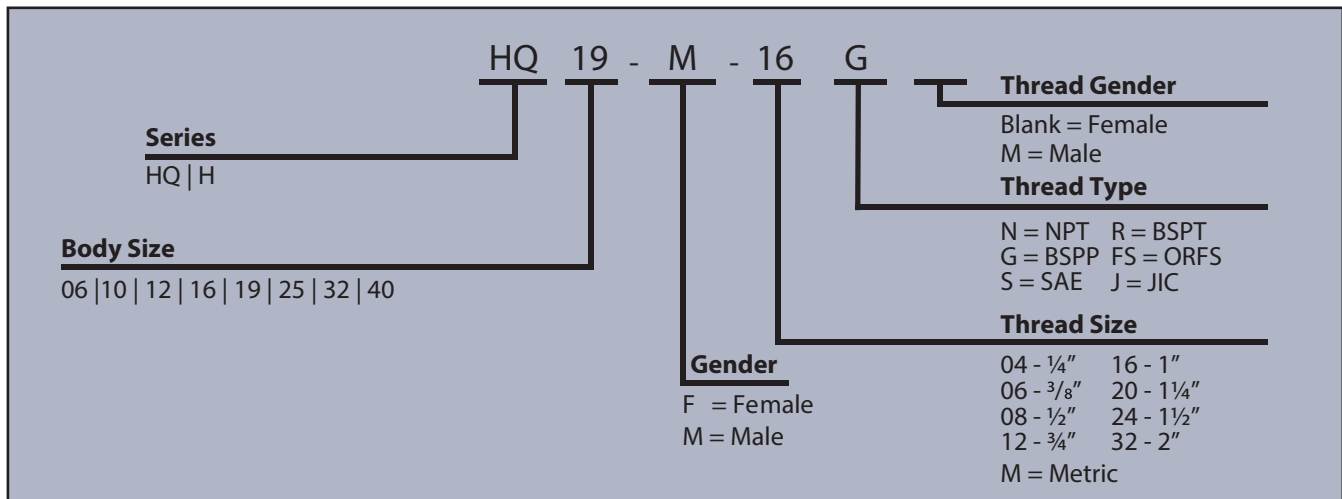 HQ 19 - M - 16 G
Series
HQ | H
Body Size
06 |10 | 12 | 16 | 19 | 25 | 32 | 40
Gender
F = Female
M = Male
Thread Gender
Blank = Female
M = Male
Thread Type
N = NPT R = BSPT
G = BSPP FS = ORFS
S = SAE J = JIC
Thread Size
04 - ¼” 16 - 1”
06 - ³/₈” 20 - 1¼”
08 - ½” 24 - 1½”
12 - ¾” 32 - 2”
M = Metric